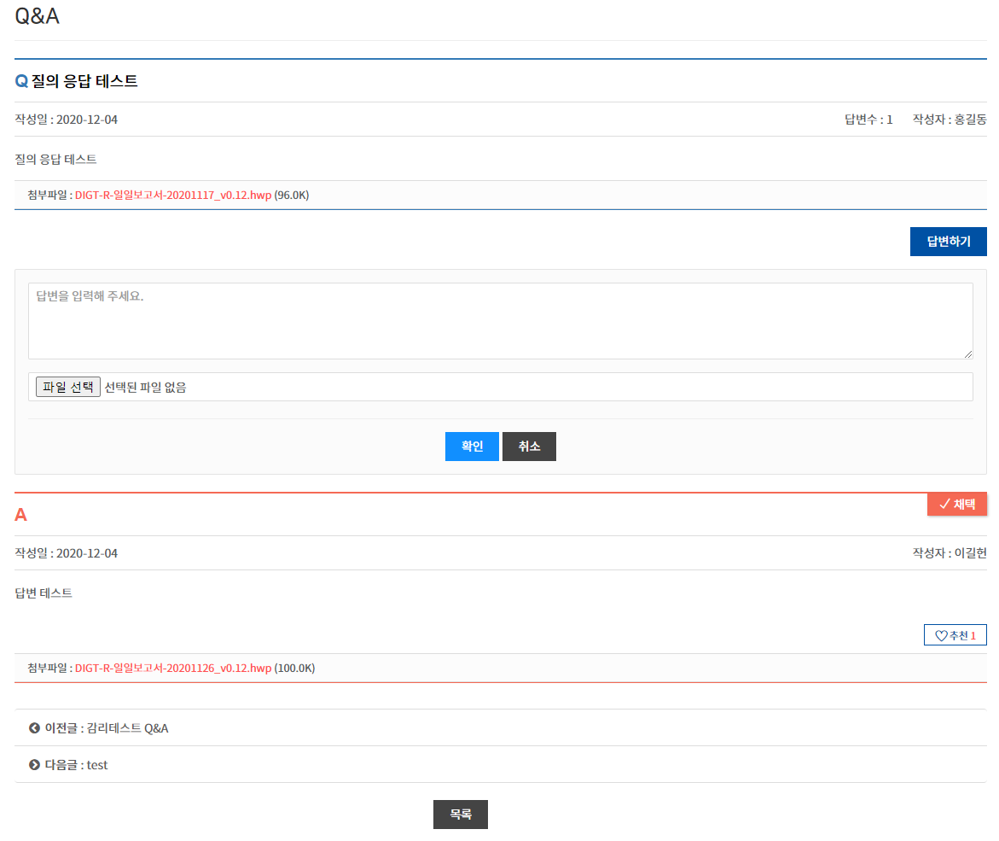 Q&A
Q 질의 응답 테스트
작성일 : 2020-12-04 답변수 : 1 작성자 : 홍길동
질의 응답 테스트
첨부파일 : DIGT-R-일일보고서-20201117_v0.12.hwp (96.0K)
답변하기
답변을 입력해 주세요.
파일 선택 선택된 파일 없음
확인 취소
A 채택
작성일 : 2020-12-04 작성자 : 이길헌
답변 테스트
추천 1
첨부파일 : DIGT-R-일일보고서-20201126_v0.12.hwp (100.0K)
이전글 : 감리테스트 Q&A
다음글 : test
목록